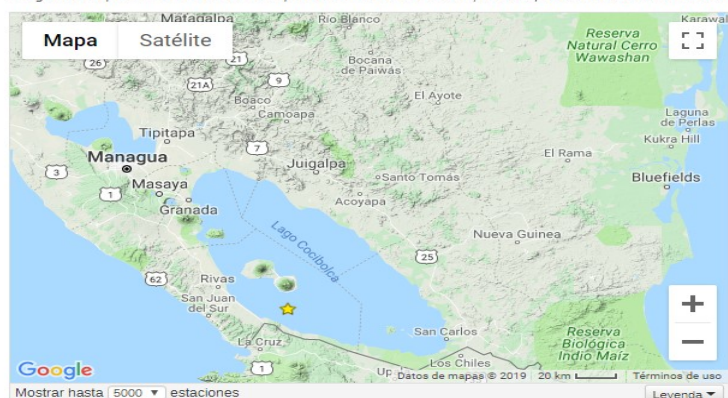 Mapa Satélite
Matagalpa
Río Blanco
Reserva
Natural Cerro
Wawashan
Bocana
de Paiwás
26
21
21A
9
El Ayote
Boaco
Camoapa
Laguna
de Perlas
Tipitapa
Kukra Hill
7
Managua
Juigalpa
El Rama
3
Santo Tomás
Bluefields
Masaya
1
Acoyapa
Granada
Lago Cocibolca
Nueva Guinea
25
62
Rivas
San Juan
del Sur
San Carlos
Reserva
Biológica
Indio Maíz
La Cruz
Los Chiles
1
Google
Datos de mapas © 2019 20 km Términos de uso
Mostrar hasta 5000 estaciones
Leyenda